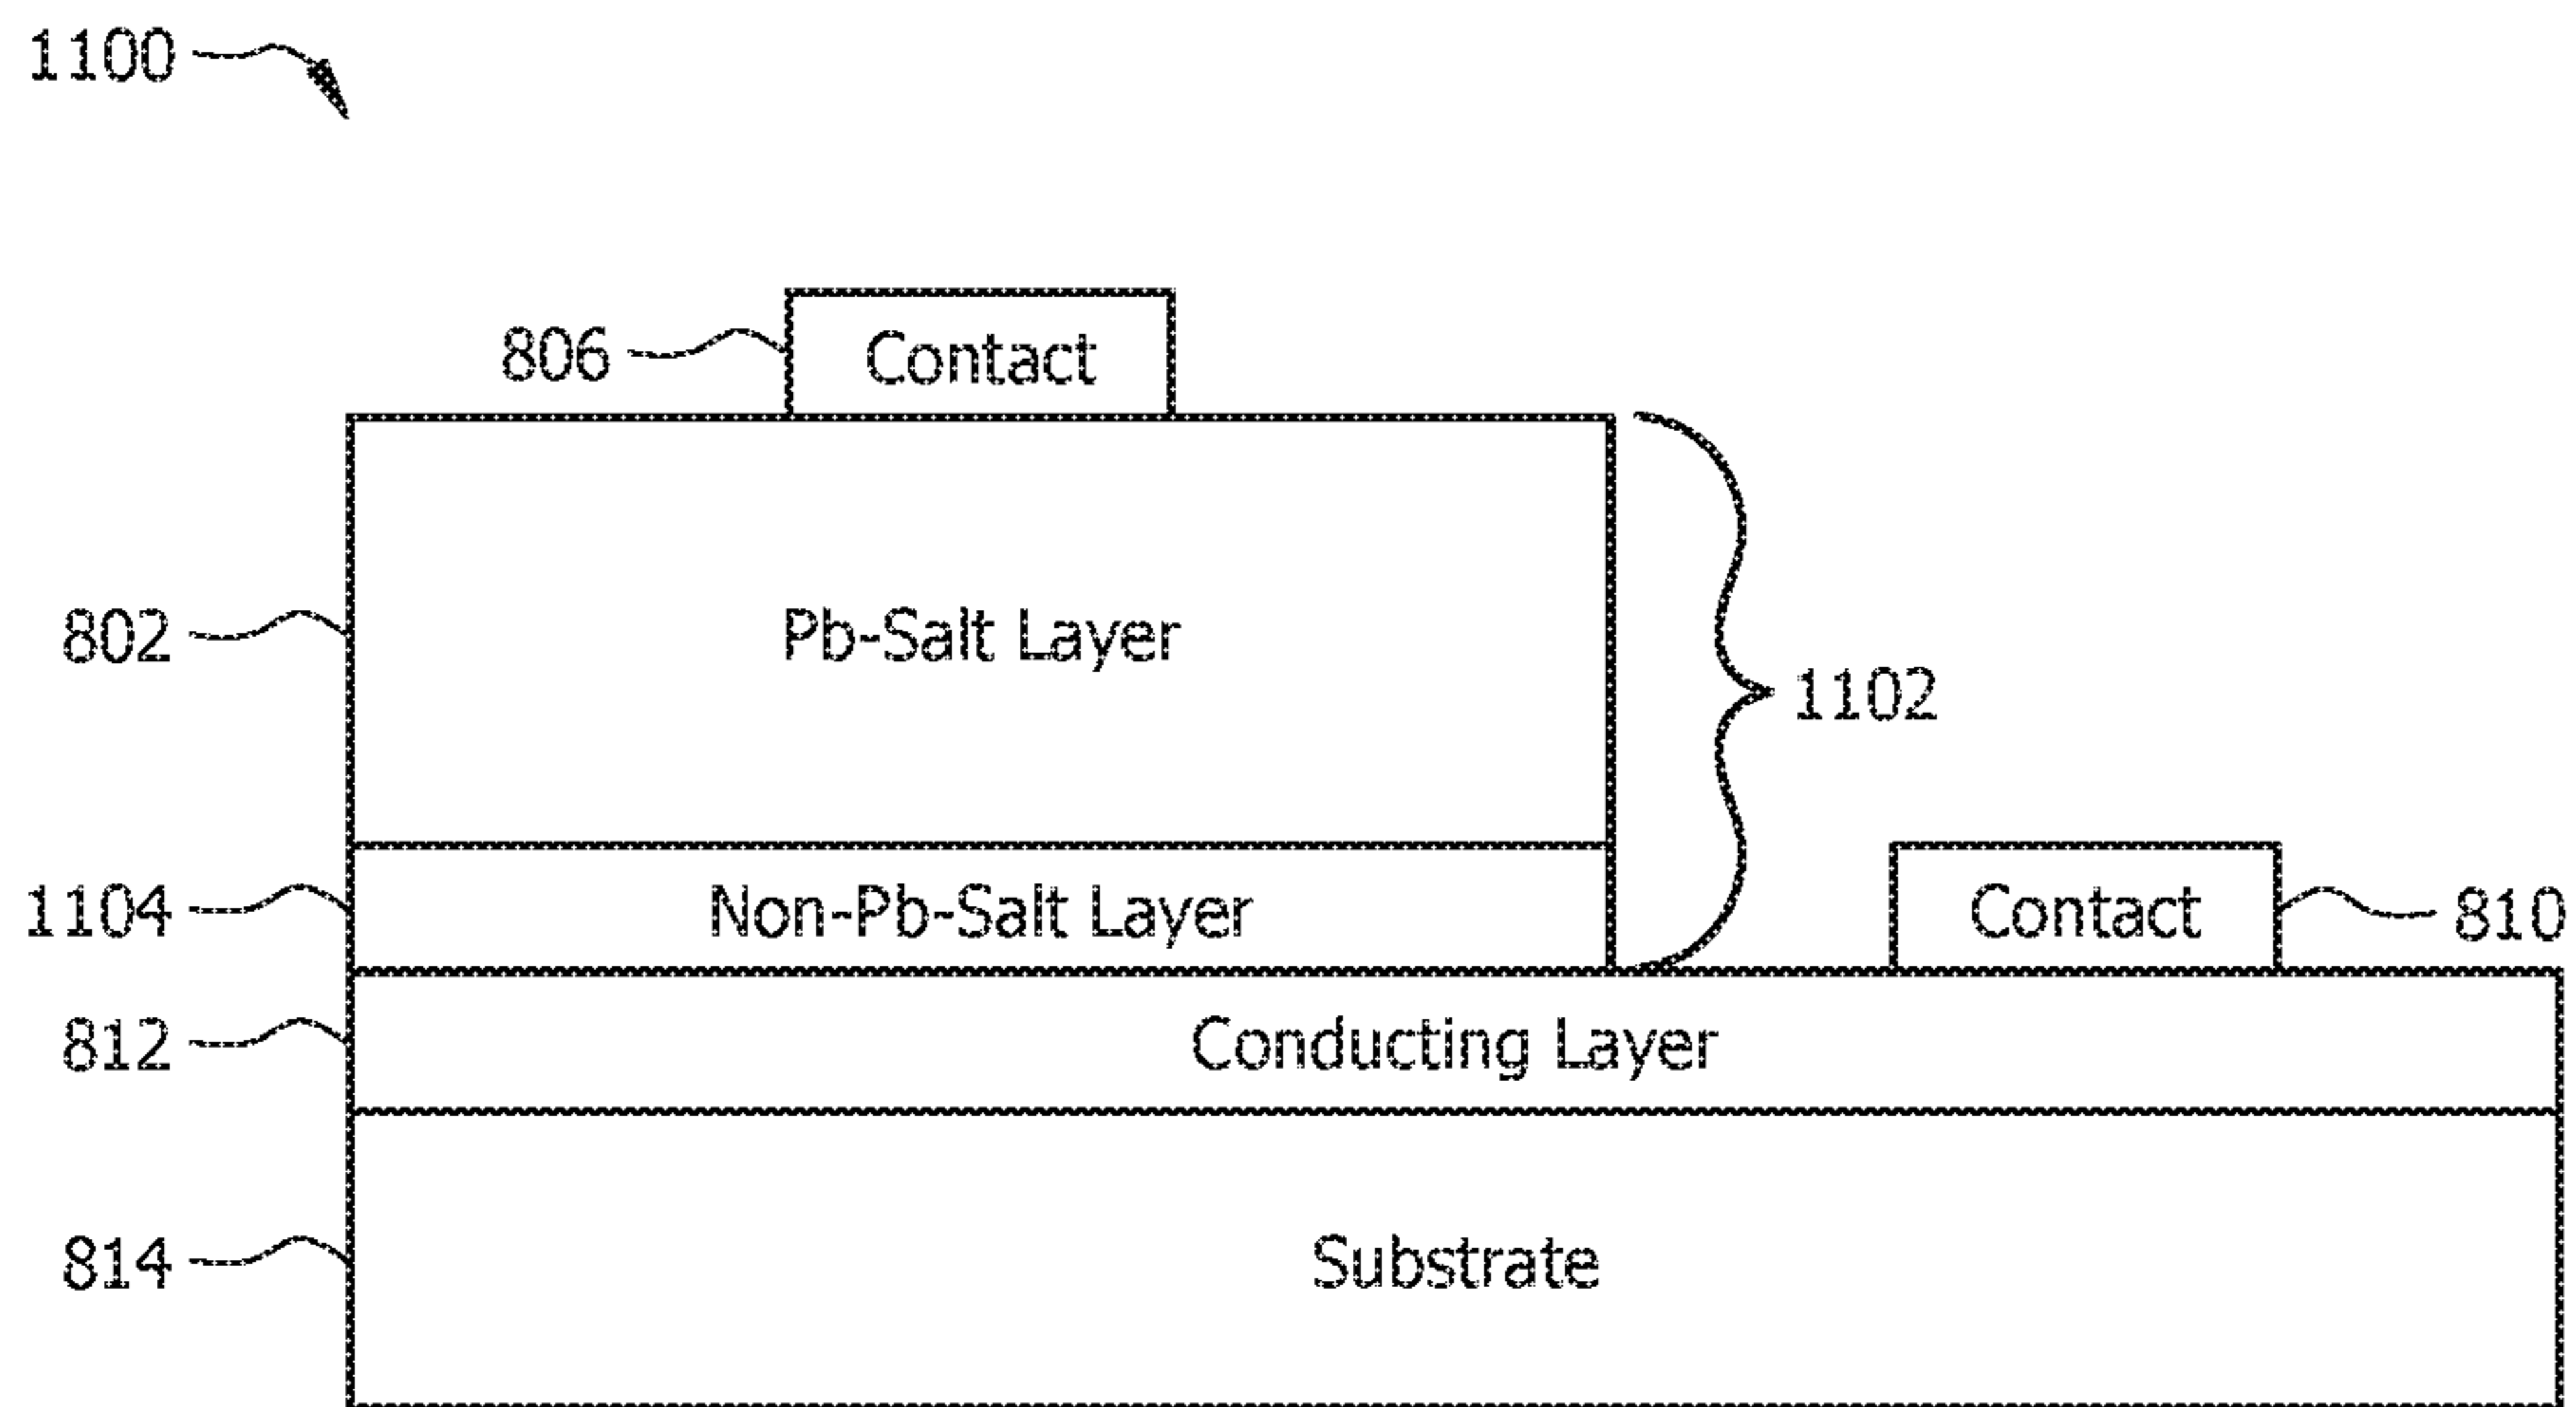 1100
806 Contact
802 Pb-Salt Layer
1102
1104 Non-Pb-Salt Layer
Contact 810
812 Conducting Layer
814 Substrate